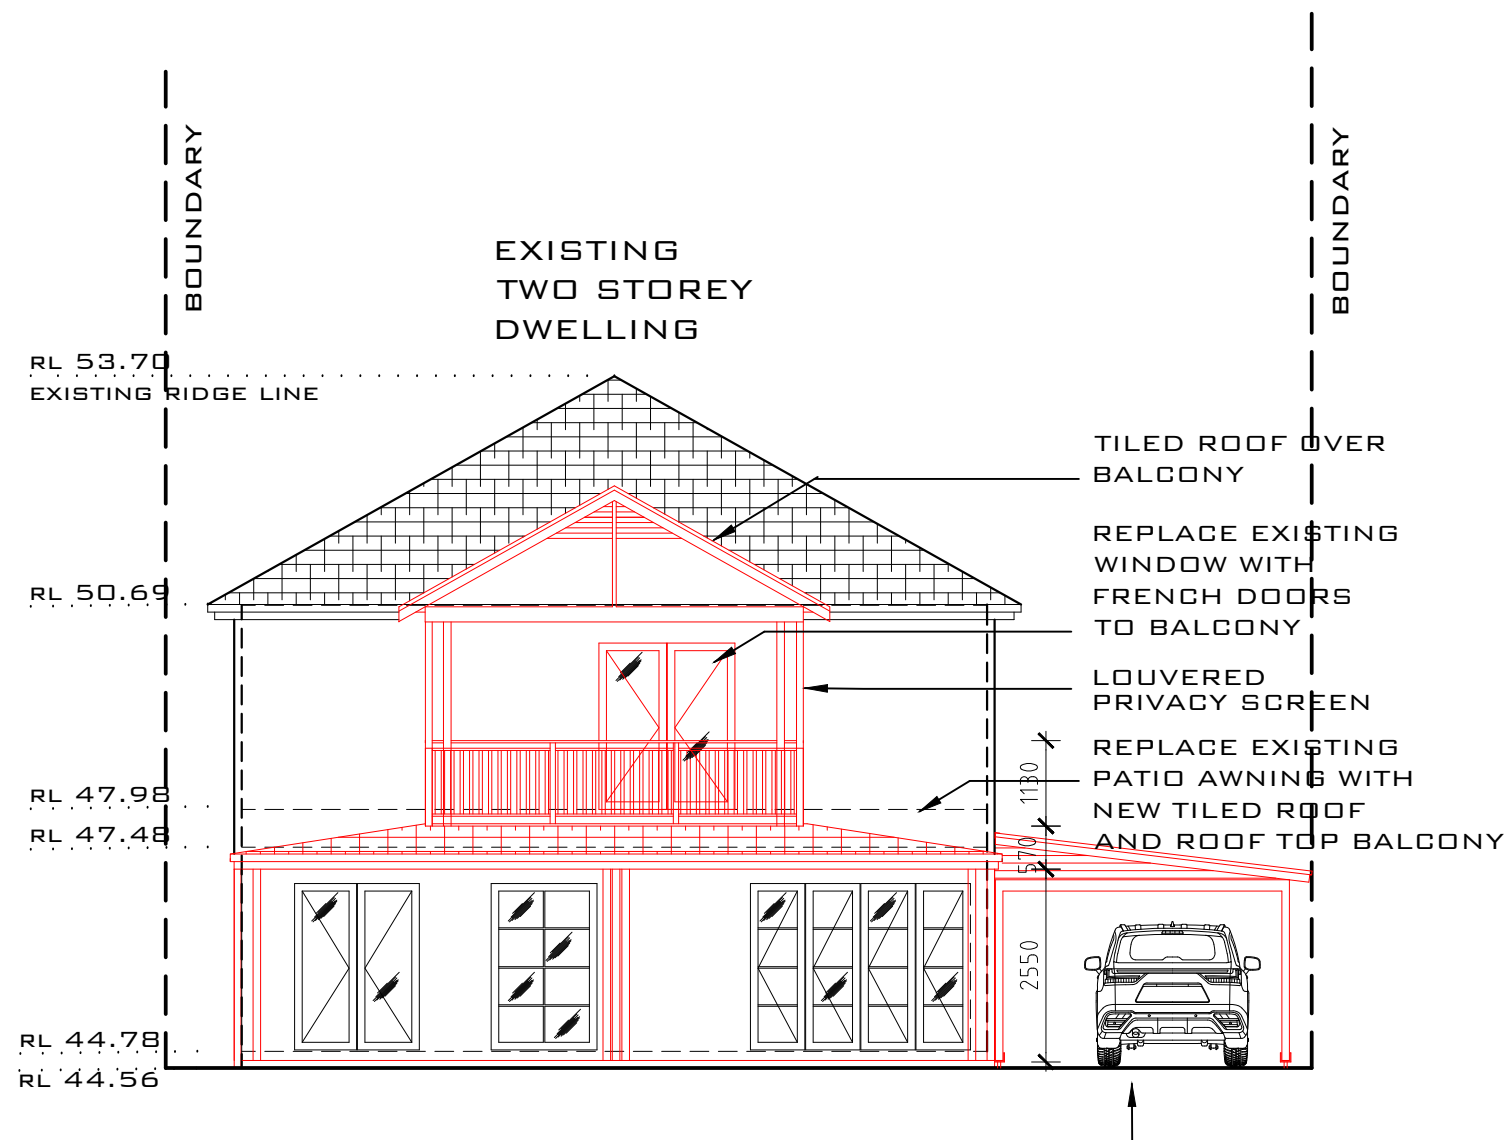 BOUNDARY
BOUNDARY
EXISTING
TWO STOREY
DWELLING
RL 53.70
EXISTING RIDGE LINE
TILED ROOF OVER
BALCONY
REPLACE EXISTING
WINDOW WITH
FRENCH DOORS
TO BALCONY
RL 50.69
LOUVERED
PRIVACY SCREEN
REPLACE EXISTING
PATIO AWNING WITH
NEW TILED ROOF
AND ROOF TOP BALCONY
1130
570
2550
RL 47.98
RL 47.48
RL 44.78
RL 44.56